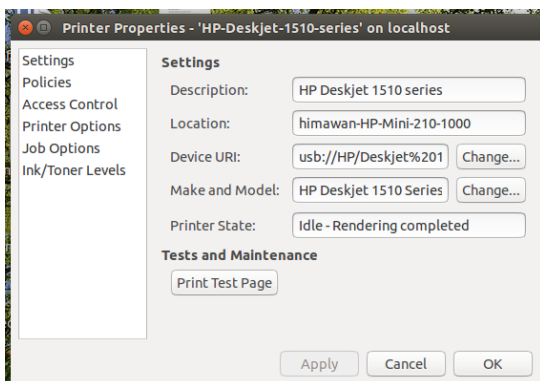 Printer Properties - 'HP-Deskjet-1510-series' on localhost
Settings
Policies
Access Control
Printer Options
Job Options
Ink/Toner Levels
Settings
Description: HP Deskjet 1510 series
Location: himawan-HP-Mini-210-1000
Device URI: usb://HP/Deskjet%201 Change...
Make and Model: HP Deskjet 1510 Series Change...
Printer State: Idle - Rendering completed
Tests and Maintenance
Print Test Page
Apply Cancel OK